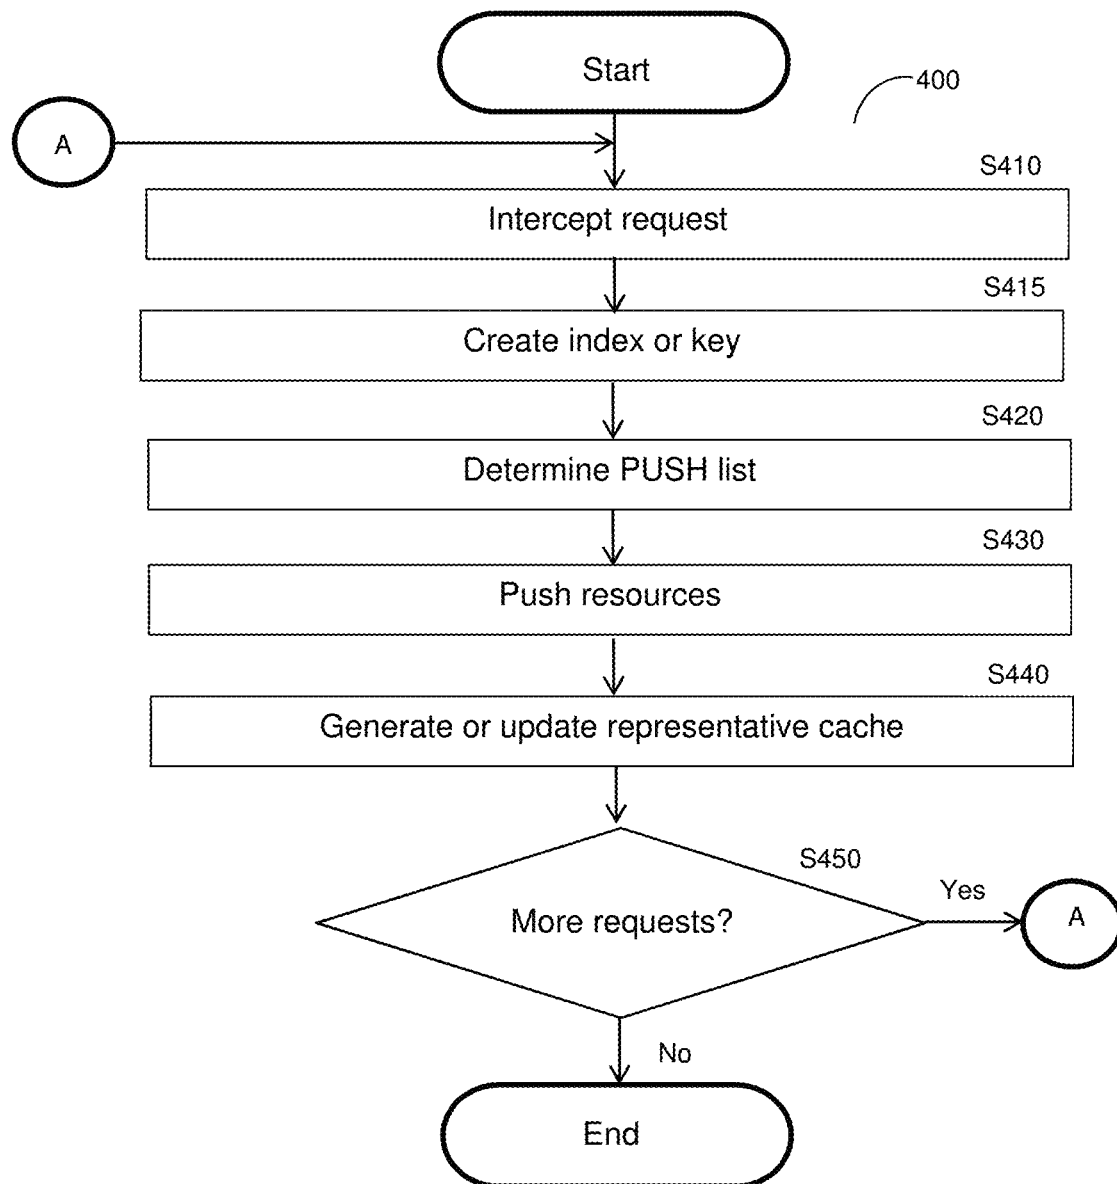 Start
400
A
S410
Intercept request
S415
Create index or key
S420
Determine PUSH list
S430
Push resources
S440
Generate or update representative cache
S450
More requests?
Yes
A
No
End